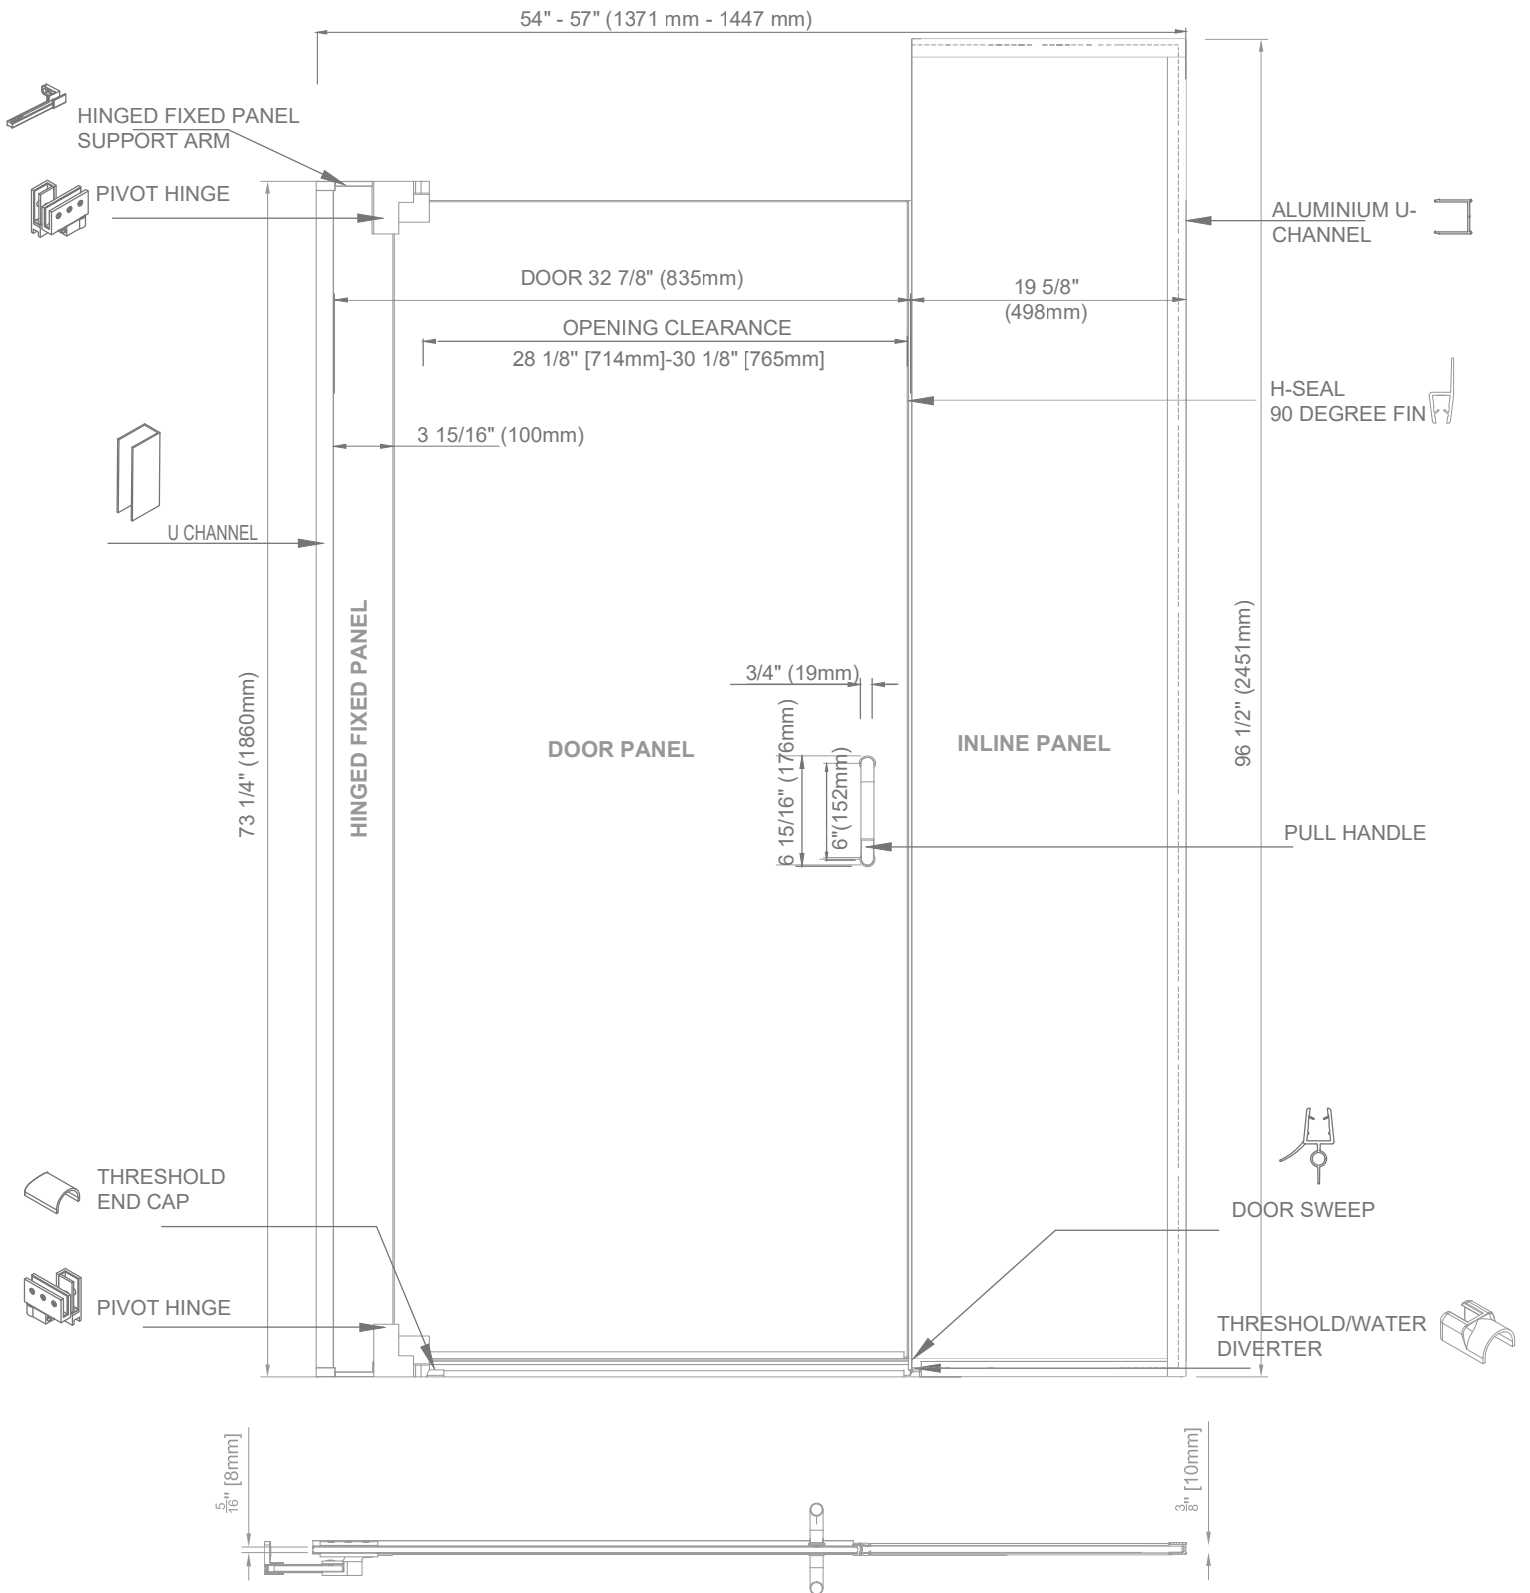 54" - 57" (1371 mm - 1447 mm)
HINGED FIXED PANEL
SUPPORT ARM
PIVOT HINGE
ALUMINIUM U-
CHANNEL
DOOR 32 7/8" (835mm)
19 5/8"
(498mm)
OPENING CLEARANCE
28 1/8" [714mm]-30 1/8" [765mm]
H-SEAL
90 DEGREE FIN
3 15/16" (100mm)
U CHANNEL
73 1/4" (1860mm)
HINGED FIXED PANEL
3/4" (19mm)
DOOR PANEL
6 15/16" (176mm)
6"(152mm)
INLINE PANEL
96 1/2" (2451mm)
PULL HANDLE
THRESHOLD
END CAP
DOOR SWEEP
PIVOT HINGE
THRESHOLD/WATER
DIVERTER
5/16" [8mm]
3/8" [10mm]